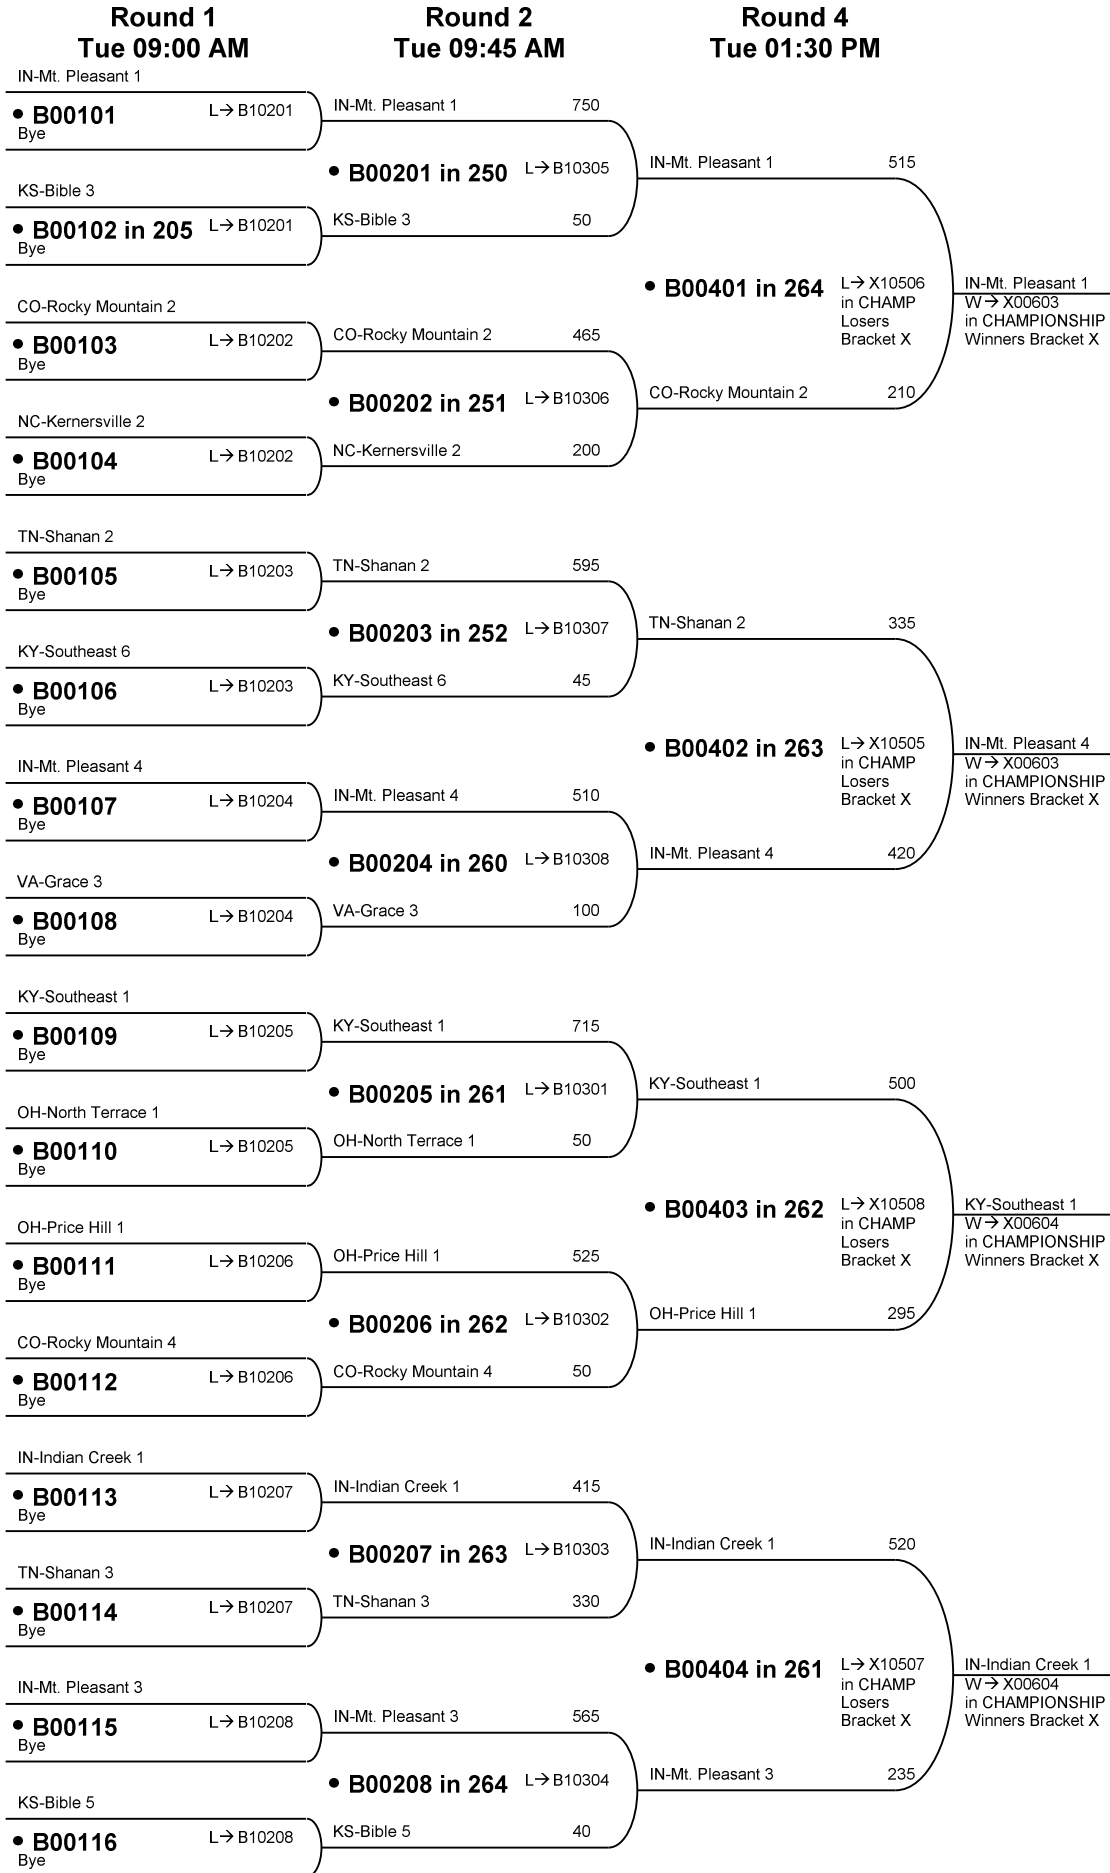 Round 1
Tue 09:00 AM
Round 2
Tue 09:45 AM
Round 4
Tue 01:30 PM
IN-Mt. Pleasant 1
• B00101 L→ B10201
Bye
KS-Bible 3
• B00102 in 205 L→ B10201
Bye
CO-Rocky Mountain 2
• B00103 L→ B10202
Bye
NC-Kernersville 2
• B00104 L→ B10202
Bye
TN-Shanan 2
• B00105 L→ B10203
Bye
KY-Southeast 6
• B00106 L→ B10203
Bye
IN-Mt. Pleasant 4
• B00107 L→ B10204
Bye
VA-Grace 3
• B00108 L→ B10204
Bye
KY-Southeast 1
• B00109 L→ B10205
Bye
OH-North Terrace 1
• B00110 L→ B10205
Bye
OH-Price Hill 1
• B00111 L→ B10206
Bye
CO-Rocky Mountain 4
• B00112 L→ B10206
Bye
IN-Indian Creek 1
• B00113 L→ B10207
Bye
TN-Shanan 3
• B00114 L→ B10207
Bye
IN-Mt. Pleasant 3
• B00115 L→ B10208
Bye
KS-Bible 5
• B00116 L→ B10208
Bye
IN-Mt. Pleasant 1 750
• B00201 in 250 L→ B10305
KS-Bible 3 50
CO-Rocky Mountain 2 465
• B00202 in 251 L→ B10306
NC-Kernersville 2 200
TN-Shanan 2 595
• B00203 in 252 L→ B10307
KY-Southeast 6 45
IN-Mt. Pleasant 4 510
• B00204 in 260 L→ B10308
VA-Grace 3 100
KY-Southeast 1 715
• B00205 in 261 L→ B10301
OH-North Terrace 1 50
OH-Price Hill 1 525
• B00206 in 262 L→ B10302
CO-Rocky Mountain 4 50
IN-Indian Creek 1 415
• B00207 in 263 L→ B10303
TN-Shanan 3 330
IN-Mt. Pleasant 3 565
• B00208 in 264 L→ B10304
KS-Bible 5 40
IN-Mt. Pleasant 1 515
• B00401 in 264 L→ X10506
in CHAMP
Losers
Bracket X
CO-Rocky Mountain 2 210
TN-Shanan 2 335
• B00402 in 263 L→ X10505
in CHAMP
Losers
Bracket X
IN-Mt. Pleasant 4 420
KY-Southeast 1 500
• B00403 in 262 L→ X10508
in CHAMP
Losers
Bracket X
OH-Price Hill 1 295
IN-Indian Creek 1 520
• B00404 in 261 L→ X10507
in CHAMP
Losers
Bracket X
IN-Mt. Pleasant 3 235
IN-Mt. Pleasant 1
W→ X00603
in CHAMPIONSHIP
Winners Bracket X
IN-Mt. Pleasant 4
W→ X00603
in CHAMPIONSHIP
Winners Bracket X
KY-Southeast 1
W→ X00604
in CHAMPIONSHIP
Winners Bracket X
IN-Indian Creek 1
W→ X00604
in CHAMPIONSHIP
Winners Bracket X